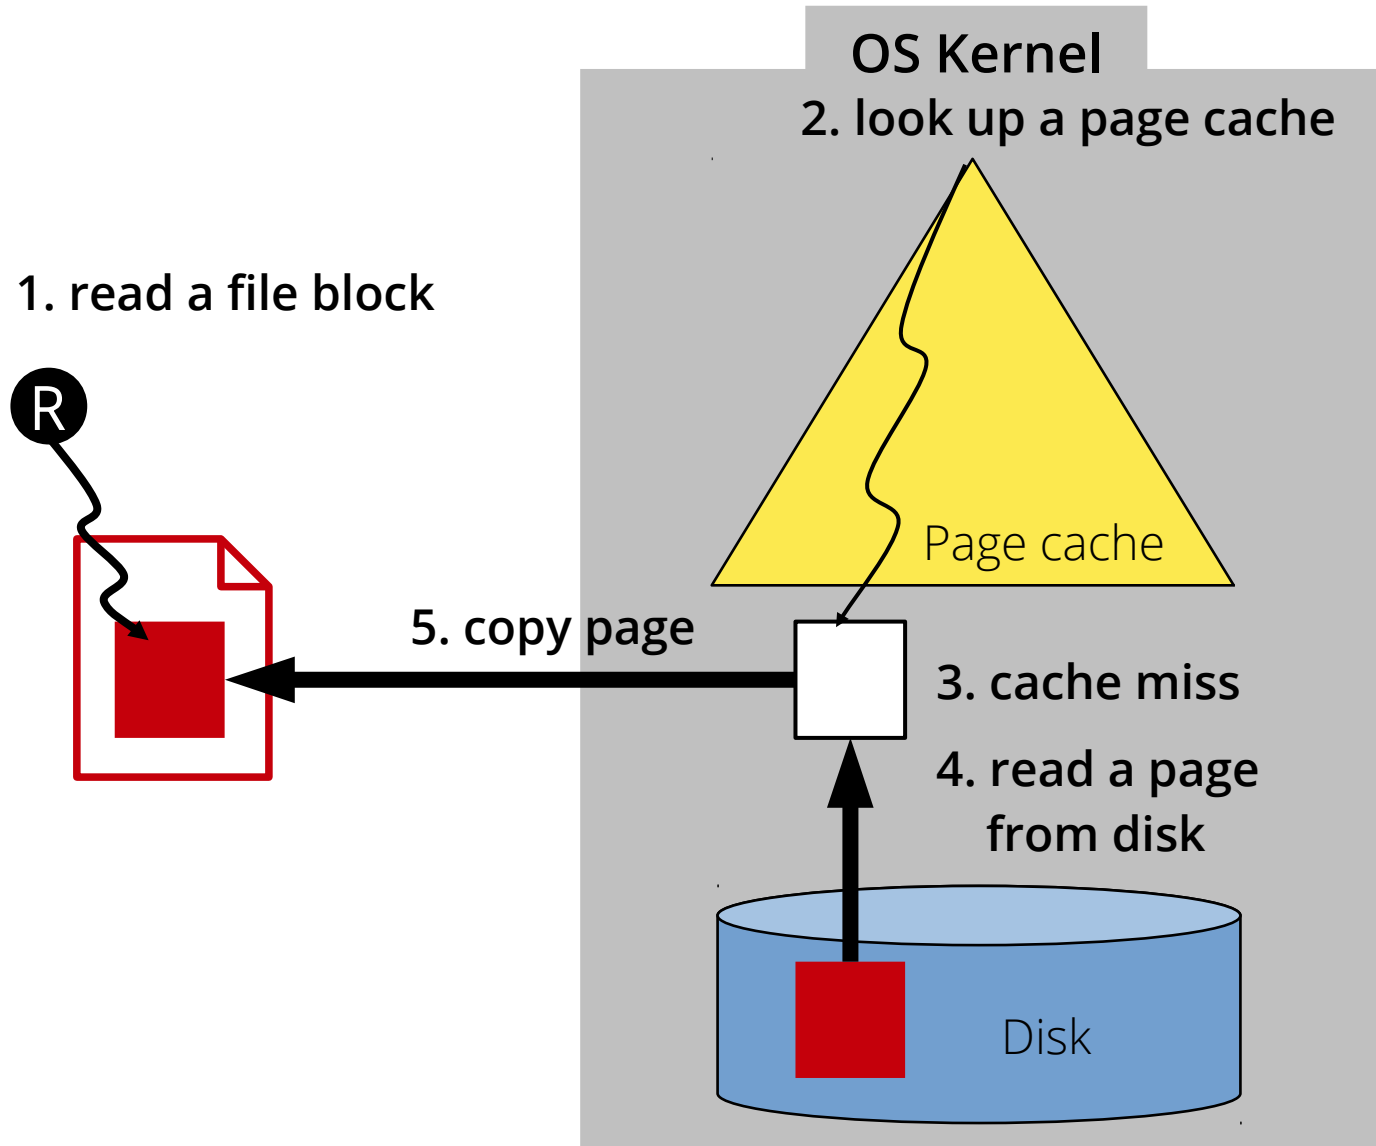 OS Kernel
2. look up a page cache
1. read a file block
R
Page cache
5. copy page
3. cache miss
4. read a page
from disk
Disk